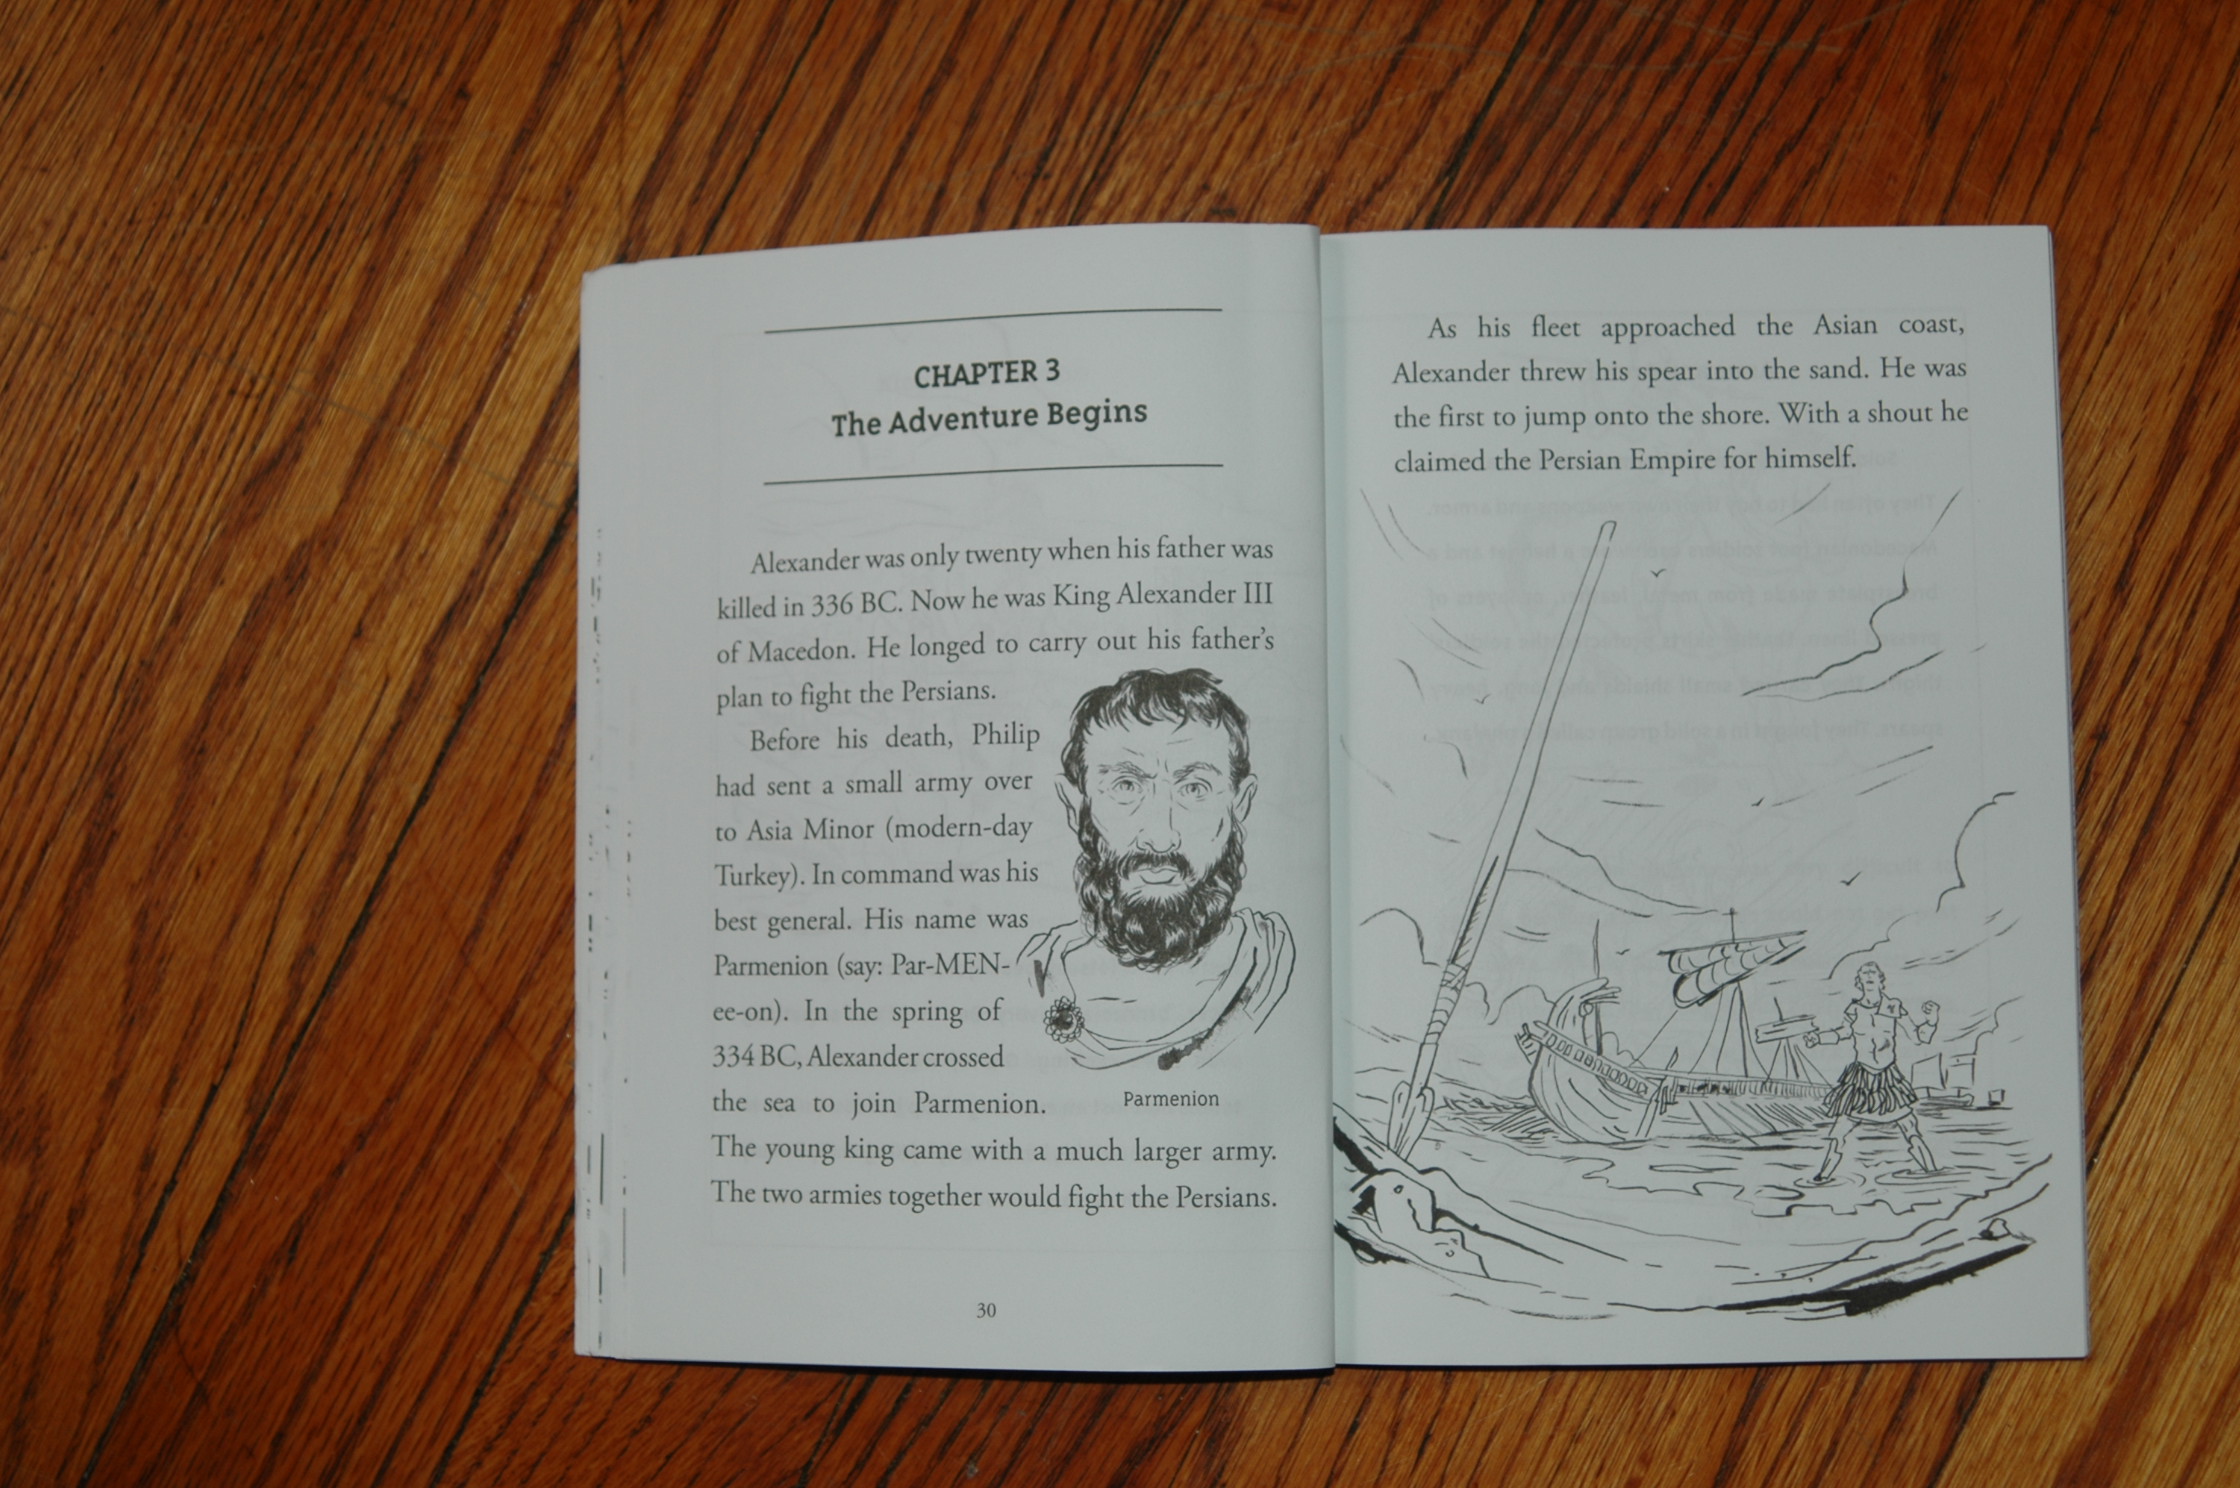 CHAPTER 3
The Adventure Begins
Alexander was only twenty when his father was
killed in 336 BC. Now he was King Alexander III
of Macedon. He longed to carry out his father's
plan to fight the Persians.
Before his death, Philip
had sent a small army over
to Asia Minor (modern-day
Turkey). In command was his
best general. His name was
Parmenion (say: Par-MEN-
ee-on). In the spring of
334 BC, Alexander crossed
the sea to join Parmenion.
The young king came with a much larger army.
The two armies together would fight the Persians.
Parmenion
30
As his fleet approached the Asian coast,
Alexander threw his spear into the sand. He was
the first to jump onto the shore. With a shout he
claimed the Persian Empire for himself.